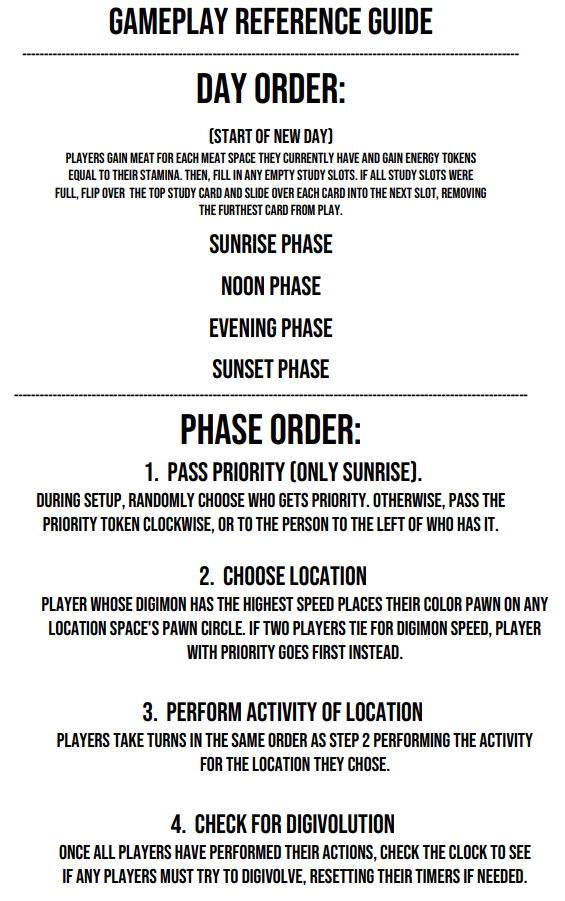 GAMEPLAY REFERENCE GUIDE
DAY ORDER:
(START OF NEW DAY)
PLAYERS GAIN MEAT FOR EACH MEAT SPACE THEY CURRENTLY HAVE AND GAIN ENERGY TOKENS
EQUAL TO THEIR STAMINA. THEN, FILL IN ANY EMPTY STUDY SLOTS. IF ALL STUDY SLOTS WERE
FULL, FLIP OVER THE TOP STUDY CARD AND SLIDE OVER EACH CARD INTO THE NEXT SLOT, REMOVING
THE FURTHEST CARD FROM PLAY.
SUNRISE PHASE
NOON PHASE
EVENING PHASE
SUNSET PHASE
PHASE ORDER:
1. PASS PRIORITY (ONLY SUNRISE).
DURING SETUP, RANDOMLY CHOOSE WHO GETS PRIORITY. OTHERWISE, PASS THE
PRIORITY TOKEN CLOCKWISE, OR TO THE PERSON TO THE LEFT OF WHO HAS IT.
2. CHOOSE LOCATION
PLAYER WHOSE DIGIMON HAS THE HIGHEST SPEED PLACES THEIR COLOR PAWN ON ANY
LOCATION SPACE'S PAWN CIRCLE. IF TWO PLAYERS TIE FOR DIGIMON SPEED, PLAYER
WITH PRIORITY GOES FIRST INSTEAD.
3. PERFORM ACTIVITY OF LOCATION
PLAYERS TAKE TURNS IN THE SAME ORDER AS STEP 2 PERFORMING THE ACTIVITY
FOR THE LOCATION THEY CHOSE.
4. CHECK FOR DIGIVOLUTION
ONCE ALL PLAYERS HAVE PERFORMED THEIR ACTIONS, CHECK THE CLOCK TO SEE
IF ANY PLAYERS MUST TRY TO DIGIVOLVE, RESETTING THEIR TIMERS IF NEEDED.